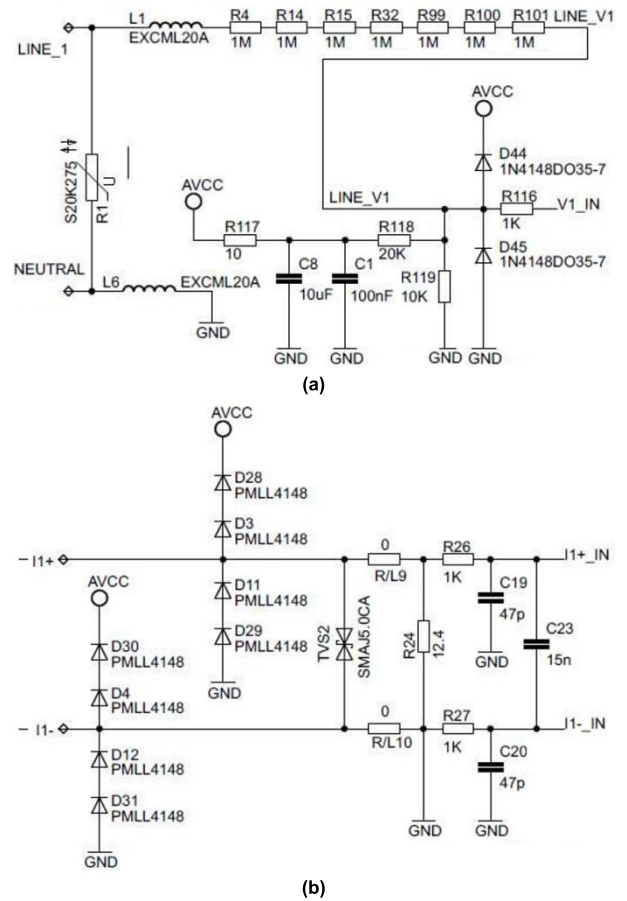 L1
EXCML20A
R4 R14 R15 R32 R99 R100 R101 LINE_V1
1M 1M 1M 1M 1M 1M 1M
LINE_1
AVCC
D44
1N4148DO35-7
S20K275
R1
U
AVCC
LINE_V1
R116
V1_IN
1K
R117
10
R118
20K
D45
1N4148DO35-7
NEUTRAL
L6
EXCML20A
C8
10uF
C1
100nF
R119
10K
GND
GND GND GND GND
(a)
AVCC
D28
PMLL4148
D3
PMLL4148
I1+
0
R/L9
R26
1K
I1+_IN
AVCC
D11
PMLL4148
C19
47p
D30
PMLL4148
D29
PMLL4148
TVS2
SMAJ5.0CA
R24
12.4
C23
15n
GND
GND
D4
PMLL4148
I1-
0
R/L10
R27
1K
I1-_IN
D12
PMLL4148
C20
47p
D31
PMLL4148
GND
GND
GND
(b)